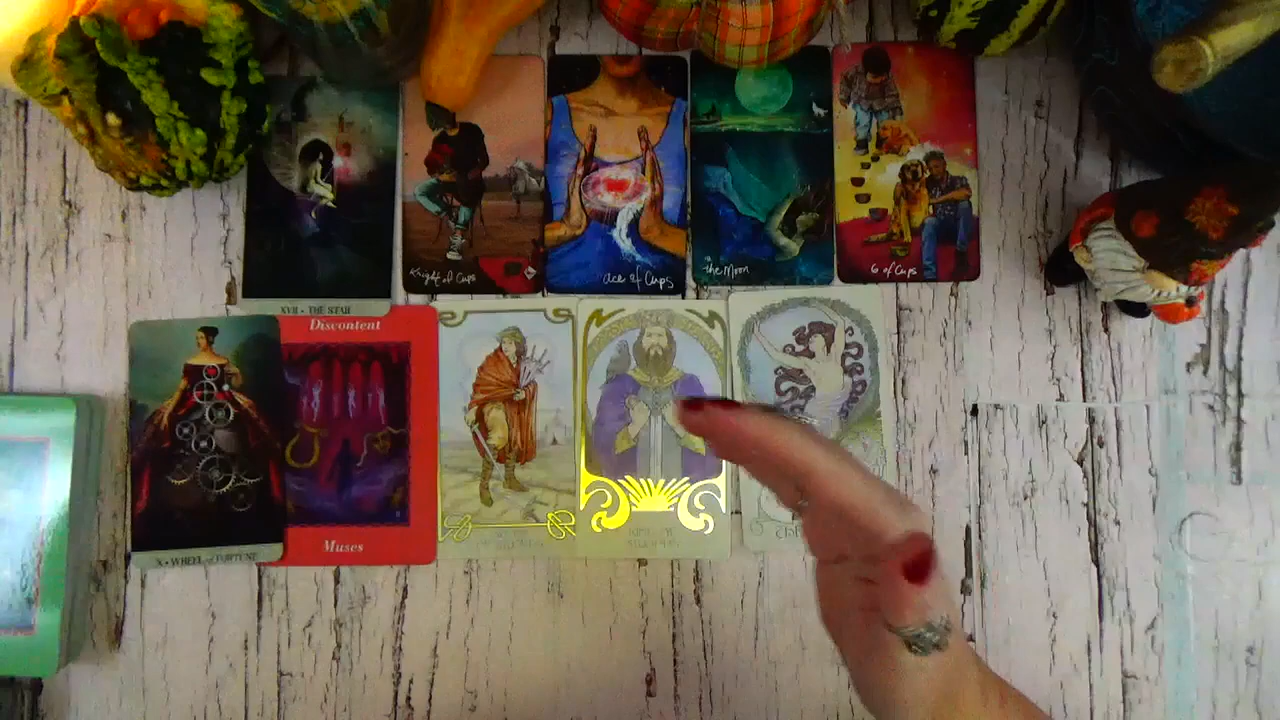 Knight of Cups
ace of Cups
the Moon
6 of Cups
XVII • THE STAR
Discontent
X • WHEEL of FORTUNE
Muses